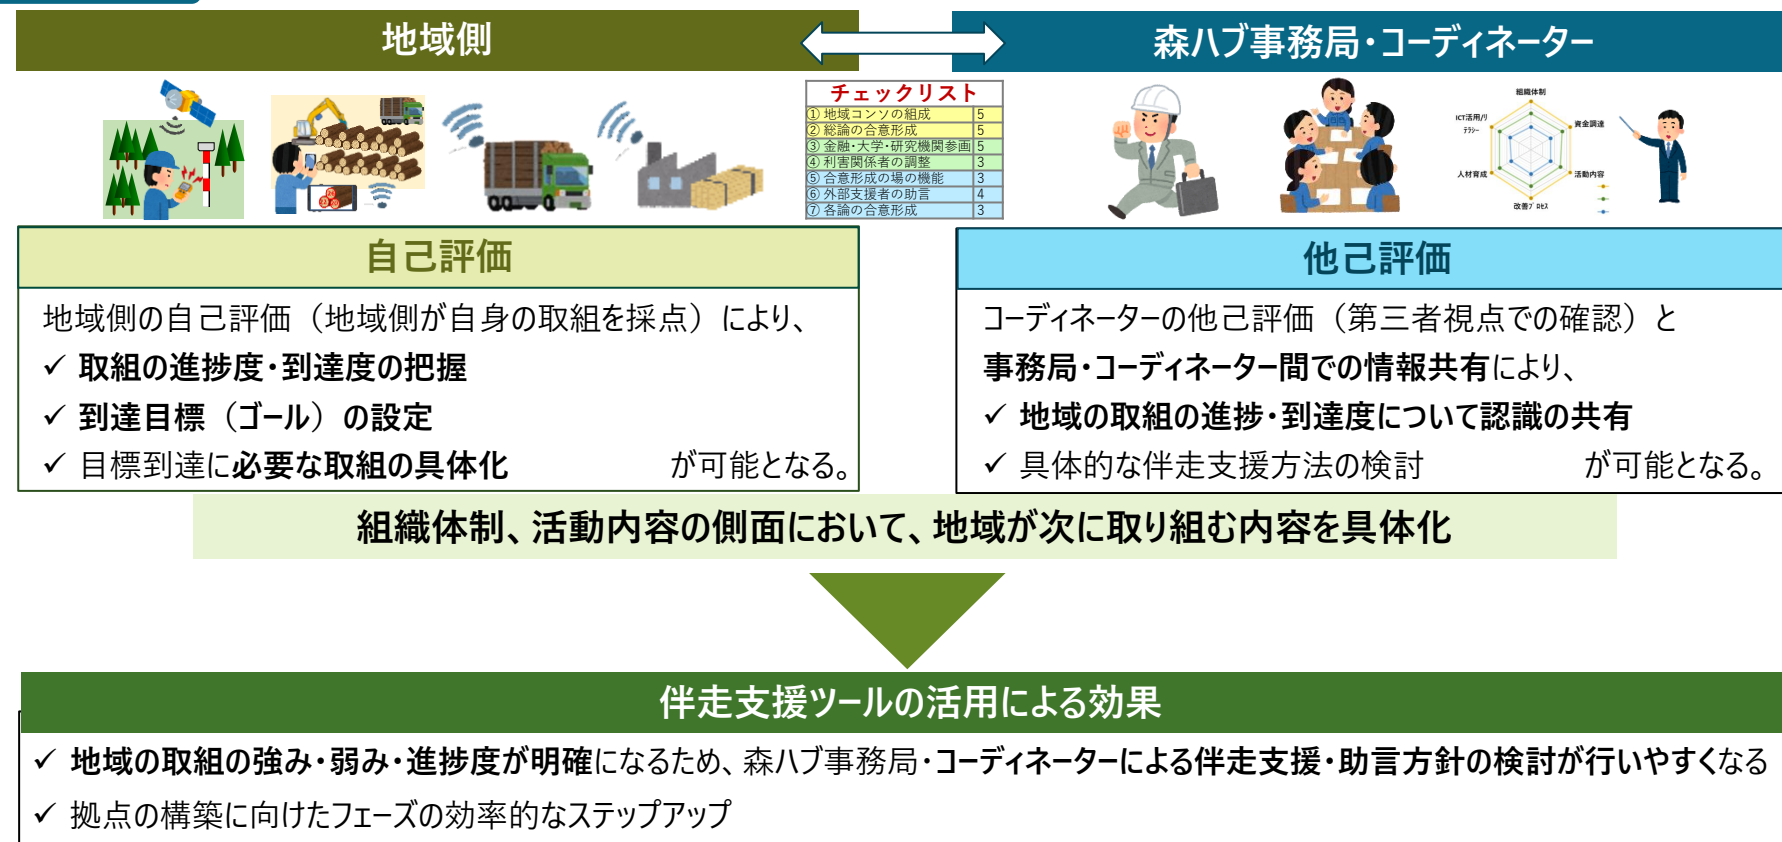 地域側
森ハブ事務局・コーディネーター
チェックリスト
① 地域コンソの組成 5
② 総論の合意形成 5
③ 金融・大学・研究機関参画 5
④ 利害関係者の調整 3
⑤ 合意形成の場の機能 3
⑥ 外部支援者の助言 4
⑦ 各論の合意形成 3
組織体制
資金調達
活動内容
改善プロセス
人材育成
ICT活用/リ
テラシー
自己評価
地域側の自己評価（地域側が自身の取組を採点）により、
✓ 取組の進捗度・到達度の把握
✓ 到達目標（ゴール）の設定
✓ 目標到達に必要な取組の具体化 が可能となる。
他己評価
コーディネーターの他己評価（第三者視点での確認）と
事務局・コーディネーター間での情報共有により、
✓ 地域の取組の進捗・到達度について認識の共有
✓ 具体的な伴走支援方法の検討 が可能となる。
組織体制、活動内容の側面において、地域が次に取り組む内容を具体化
伴走支援ツールの活用による効果
✓ 地域の取組の強み・弱み・進捗度が明確になるため、森ハブ事務局・コーディネーターによる伴走支援・助言方針の検討が行いやすくなる
✓ 拠点の構築に向けたフェーズの効率的なステップアップ